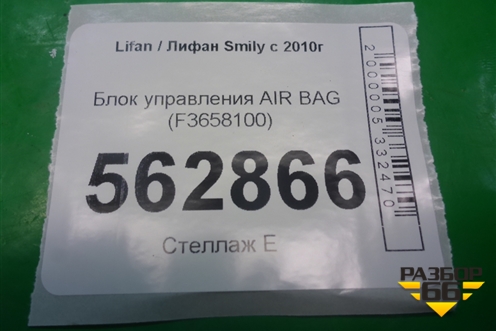 Lifan / Лифан Smily с 2010г
Блок управления AIR BAG
(F3658100)
562866
Стеллаж Е
2000005332470
РАЗБОР
66